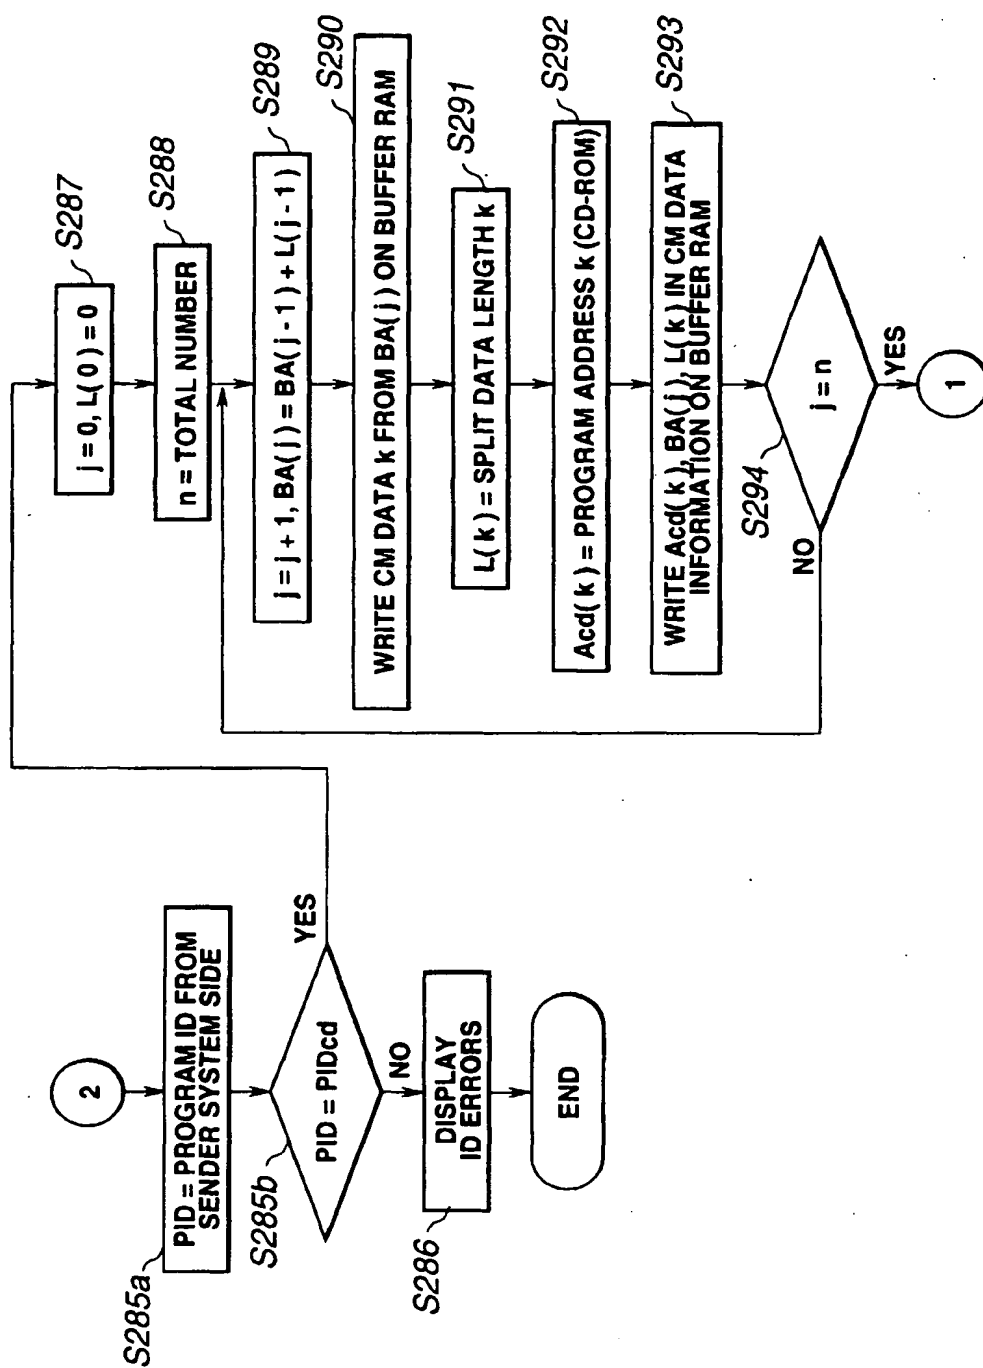 2
S285a
PID = PROGRAM ID FROM
SENDER SYSTEM SIDE
S285b
PID = PIDcd
YES
NO
S286
DISPLAY
ID ERRORS
END
S287
j = 0, L( 0 ) = 0
S288
n = TOTAL NUMBER
S289
j = j + 1, BA( j ) = BA( j - 1 ) + L( j - 1 )
S290
WRITE CM DATA k FROM BA( j ) ON BUFFER RAM
S291
L( k ) = SPLIT DATA LENGTH k
S292
Acd( k ) = PROGRAM ADDRESS k (CD-ROM)
S293
WRITE Acd( k ), BA( j ), L( k ) IN CM DATA
INFORMATION ON BUFFER RAM
S294
j = n
NO
YES
1